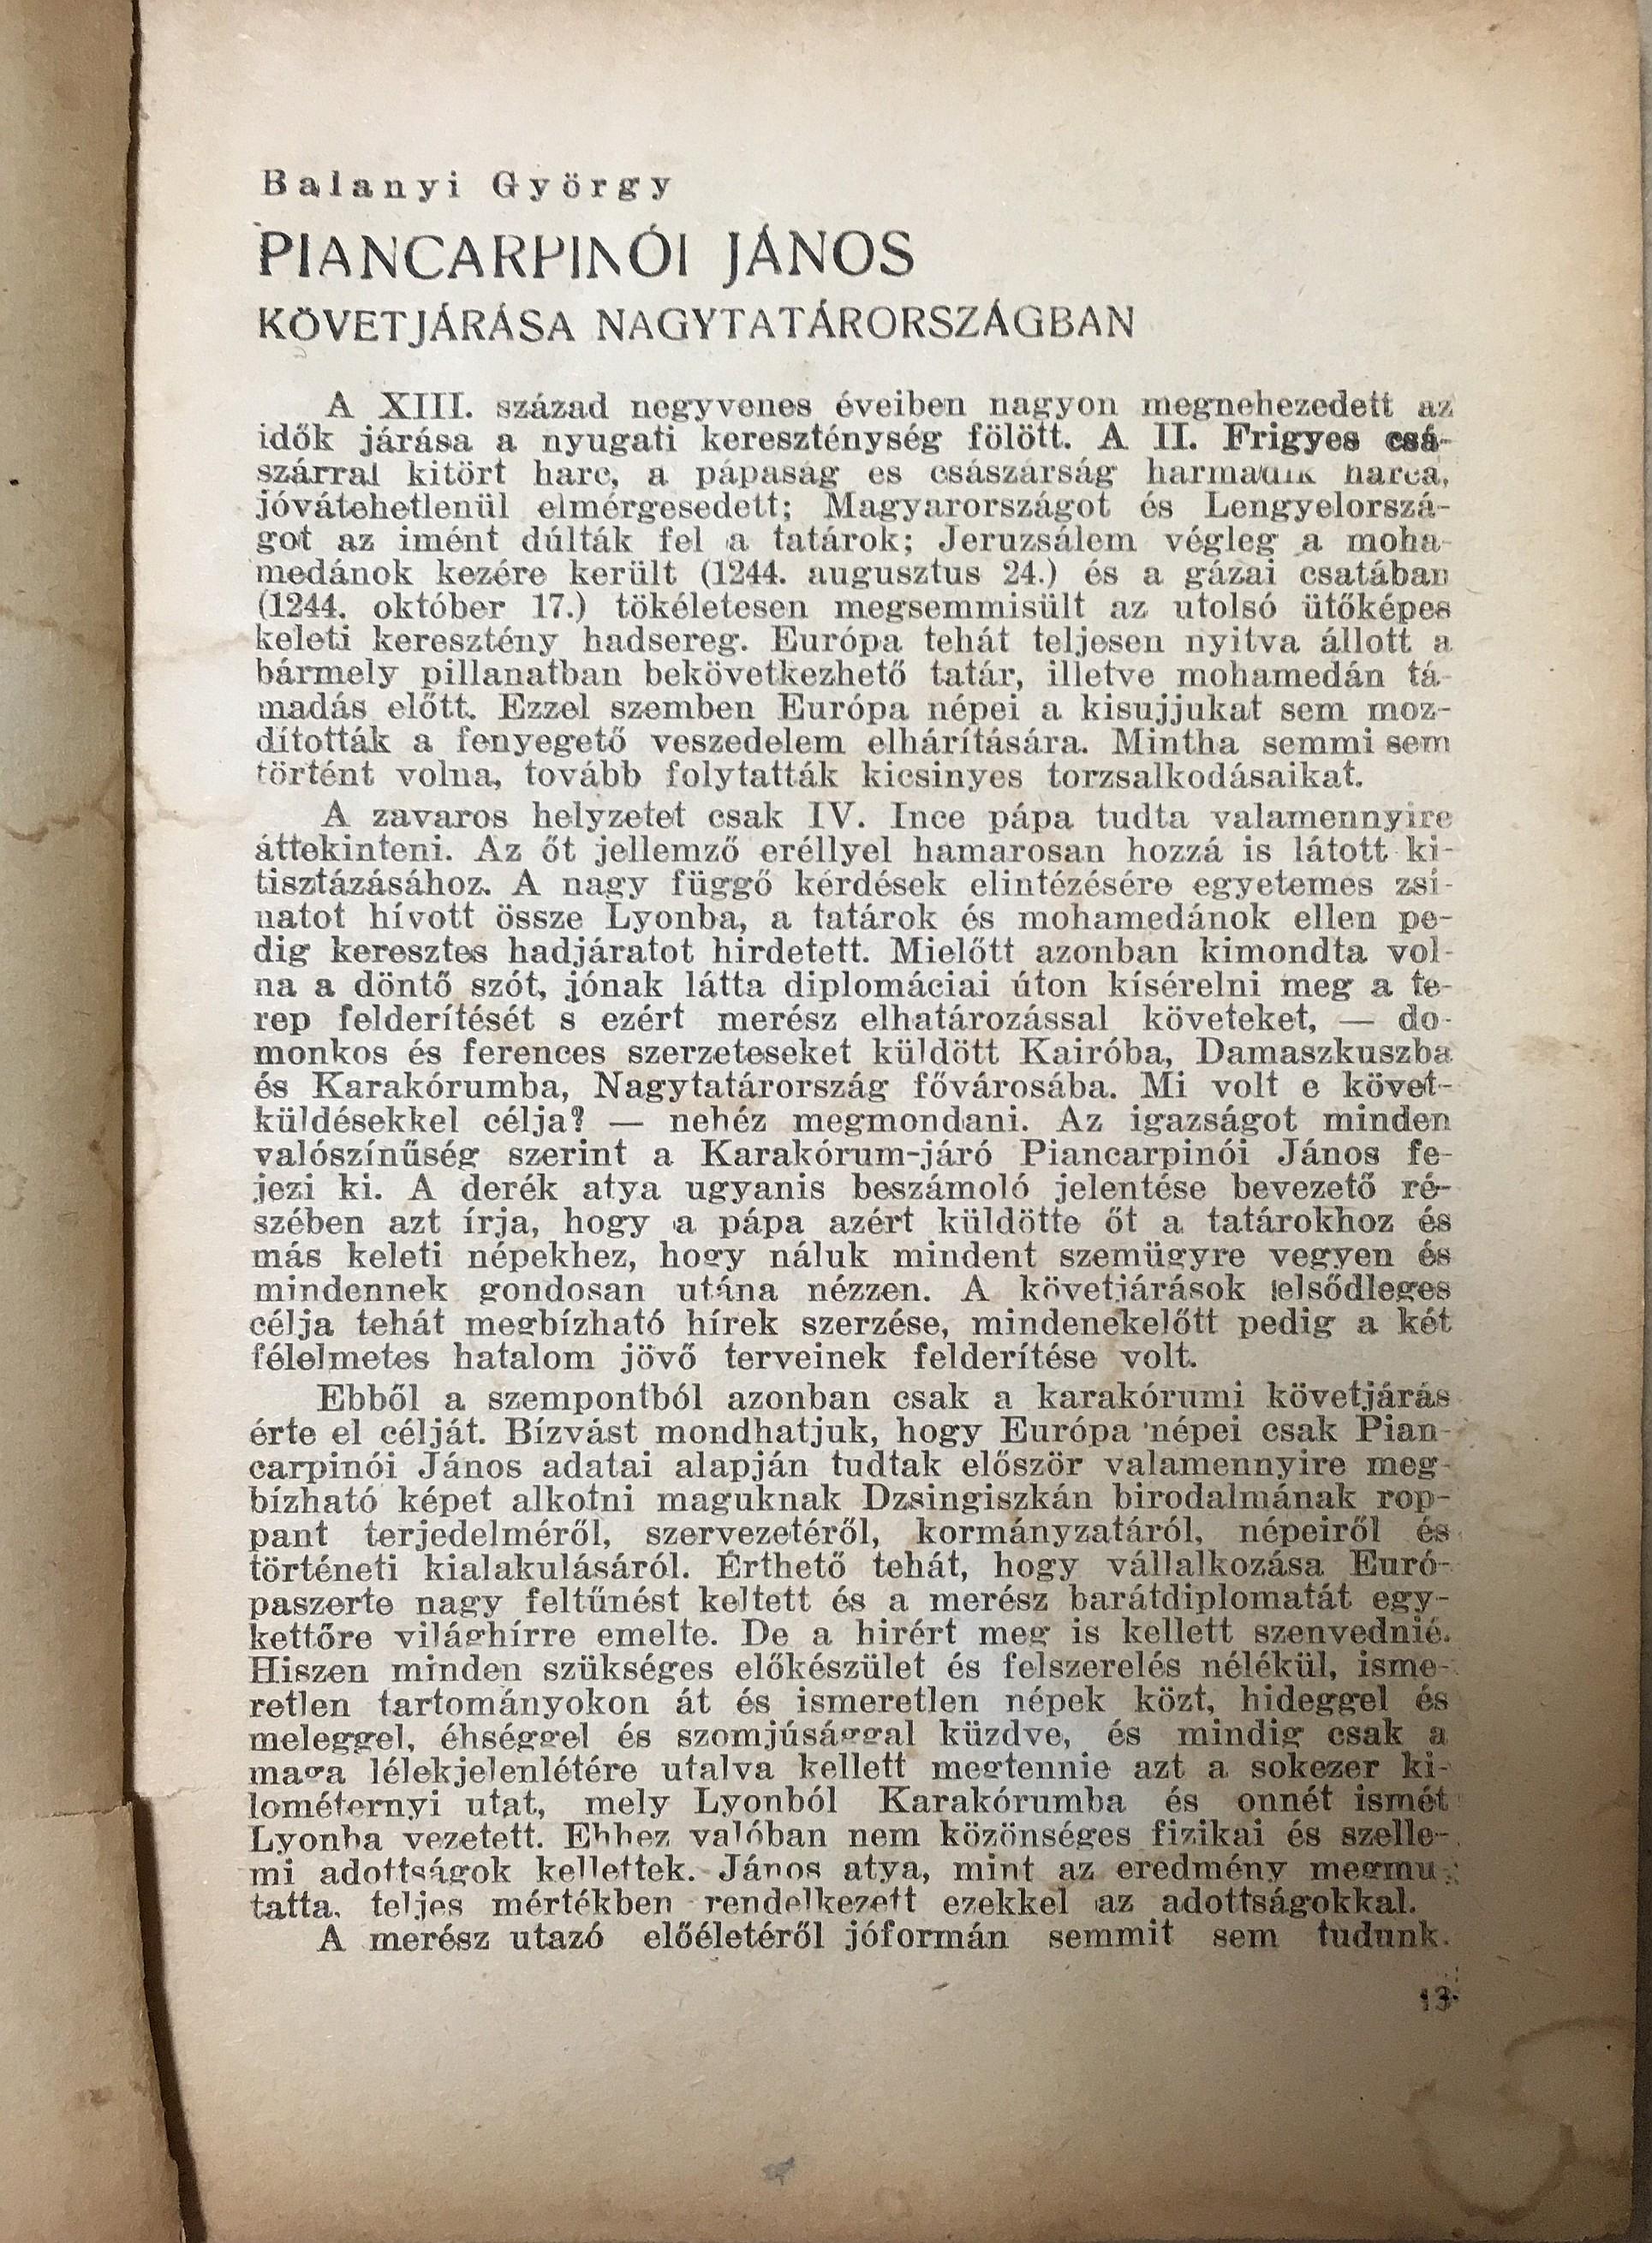 Balanyi György
PIANCARPINÓI JÁNOS
KÖVETJÁRÁSA NAGYTATÁRORSZÁGBAN
A XIII. század negyvenes éveiben nagyon megnehezedett az
idők járása a nyugati kereszténység fölött. A II. Frigyes csá-
szárral kitört harc, a pápaság es császárság harmadik harca,
jóvátehetlenül elmérgesedett; Magyarországot és Lengyelorszá-
got az imént dúlták fel a tatárok; Jeruzsálem végleg a moha-
medánok kezére került (1244. augusztus 24.) és a gázai csatában
(1244. október 17.) tökéletesen megsemmisült az utolsó ütőképes
keleti keresztény hadsereg. Európa tehát teljesen nyitva állott a
bármely pillanatban bekövetkezhető tatár, illetve mohamedán tá-
madás előtt. Ezzel szemben Európa népei a kisujjukat sem moz-
dították a fenyegető veszedelem elhárítására. Mintha semmi sem
történt volna, tovább folytatták kicsinyes torzsalkodásaikat.
A zavaros helyzetet csak IV. Ince pápa tudta valamennyire
áttekinteni. Az őt jellemző eréllyel hamarosan hozzá is látott ki-
tisztázásához. A nagy függő kérdések elintézésére egyetemes zsi-
natot hívott össze Lyonba, a tatárok és mohamedánok ellen pe-
dig keresztes hadjáratot hirdetett. Mielőtt azonban kimondta vol-
na a döntő szót, jónak látta diplomáciai úton kísérelni meg a te-
rep felderítését s ezért merész elhatározással követeket, — do-
monkos és ferences szerzeteseket küldött Kairóba, Damaszkuszba
és Karakórumba, Nagytatárország fővárosába. Mi volt e követ-
küldésekkel célja? — nehéz megmondani. Az igazságot minden
valószínűség szerint a Karakórum-járó Piancarpinói János fe-
jezi ki. A derék atya ugyanis beszámoló jelentése bevezető ré-
szében azt írja, hogy a pápa azért küldötte őt a tatárokhoz és
más keleti népekhez, hogy náluk mindent szemügyre vegyen és
mindennek gondosan utána nézzen. A követjárások elsődleges
célja tehát megbízható hírek szerzése, mindenekelőtt pedig a két
félelmetes hatalom jövő terveinek felderítése volt.
Ebből a szempontból azonban csak a karakórumi követjárás
érte el célját. Bízvást mondhatjuk, hogy Európa népei csak Pian-
carpinói János adatai alapján tudtak először valamennyire meg-
bízható képet alkotni maguknak Dzsingiszkán birodalmának rop-
pant terjedelméről, szervezetéről, kormányzatáról, népeiről és
történeti kialakulásáról. Érthető tehát, hogy vállalkozása Euró-
paszerte nagy feltűnést keltett és a merész barátdiplomatát egy-
kettőre világhírre emelte. De a hirért meg is kellett szenvednie.
Hiszen minden szükséges előkészület és felszerelés nélékül, isme-
retlen tartományokon át és ismeretlen népek közt, hideggel és
meleggel, éhséggel és szomjúsággal küzdve, és mindig csak a
maga lélekjelenlétére utalva kellett megtennie azt a sokezer ki-
lométernyi utat, mely Lyonból Karakórumba és onnét ismét
Lyonba vezetett. Ehhez valóban nem közönséges fizikai és szelle-
mi adottságok kellettek. János atya, mint az eredmény megmu-
tatta, teljes mértékben rendelkezett ezekkel az adottságokkal.
A merész utazó előéletéről jóformán semmit sem tudunk.
13